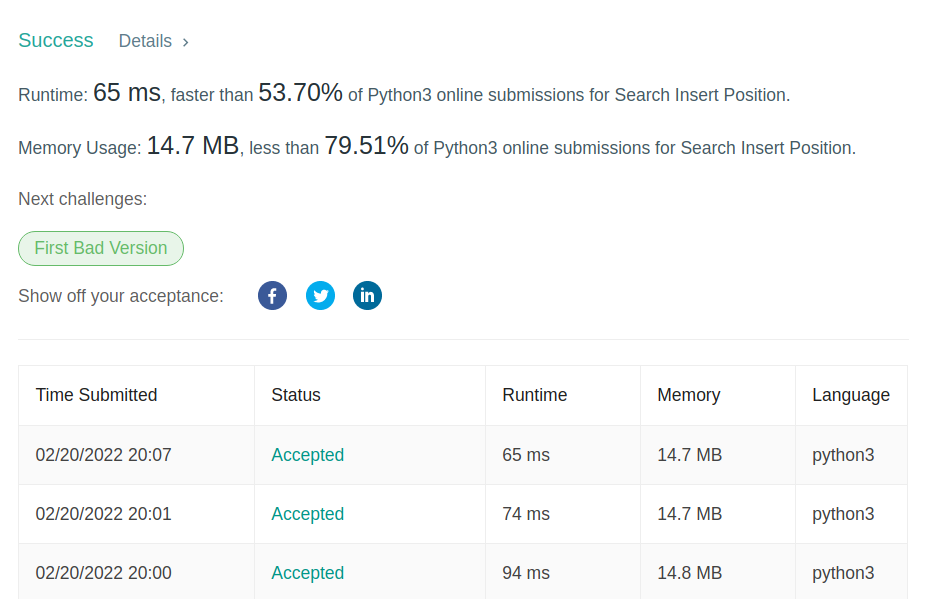 Success Details ›
Runtime: 65 ms, faster than 53.70% of Python3 online submissions for Search Insert Position.
Memory Usage: 14.7 MB, less than 79.51% of Python3 online submissions for Search Insert Position.
Next challenges:
First Bad Version
Show off your acceptance:
Time Submitted Status Runtime Memory Language
02/20/2022 20:07 Accepted 65 ms 14.7 MB python3
02/20/2022 20:01 Accepted 74 ms 14.7 MB python3
02/20/2022 20:00 Accepted 94 ms 14.8 MB python3